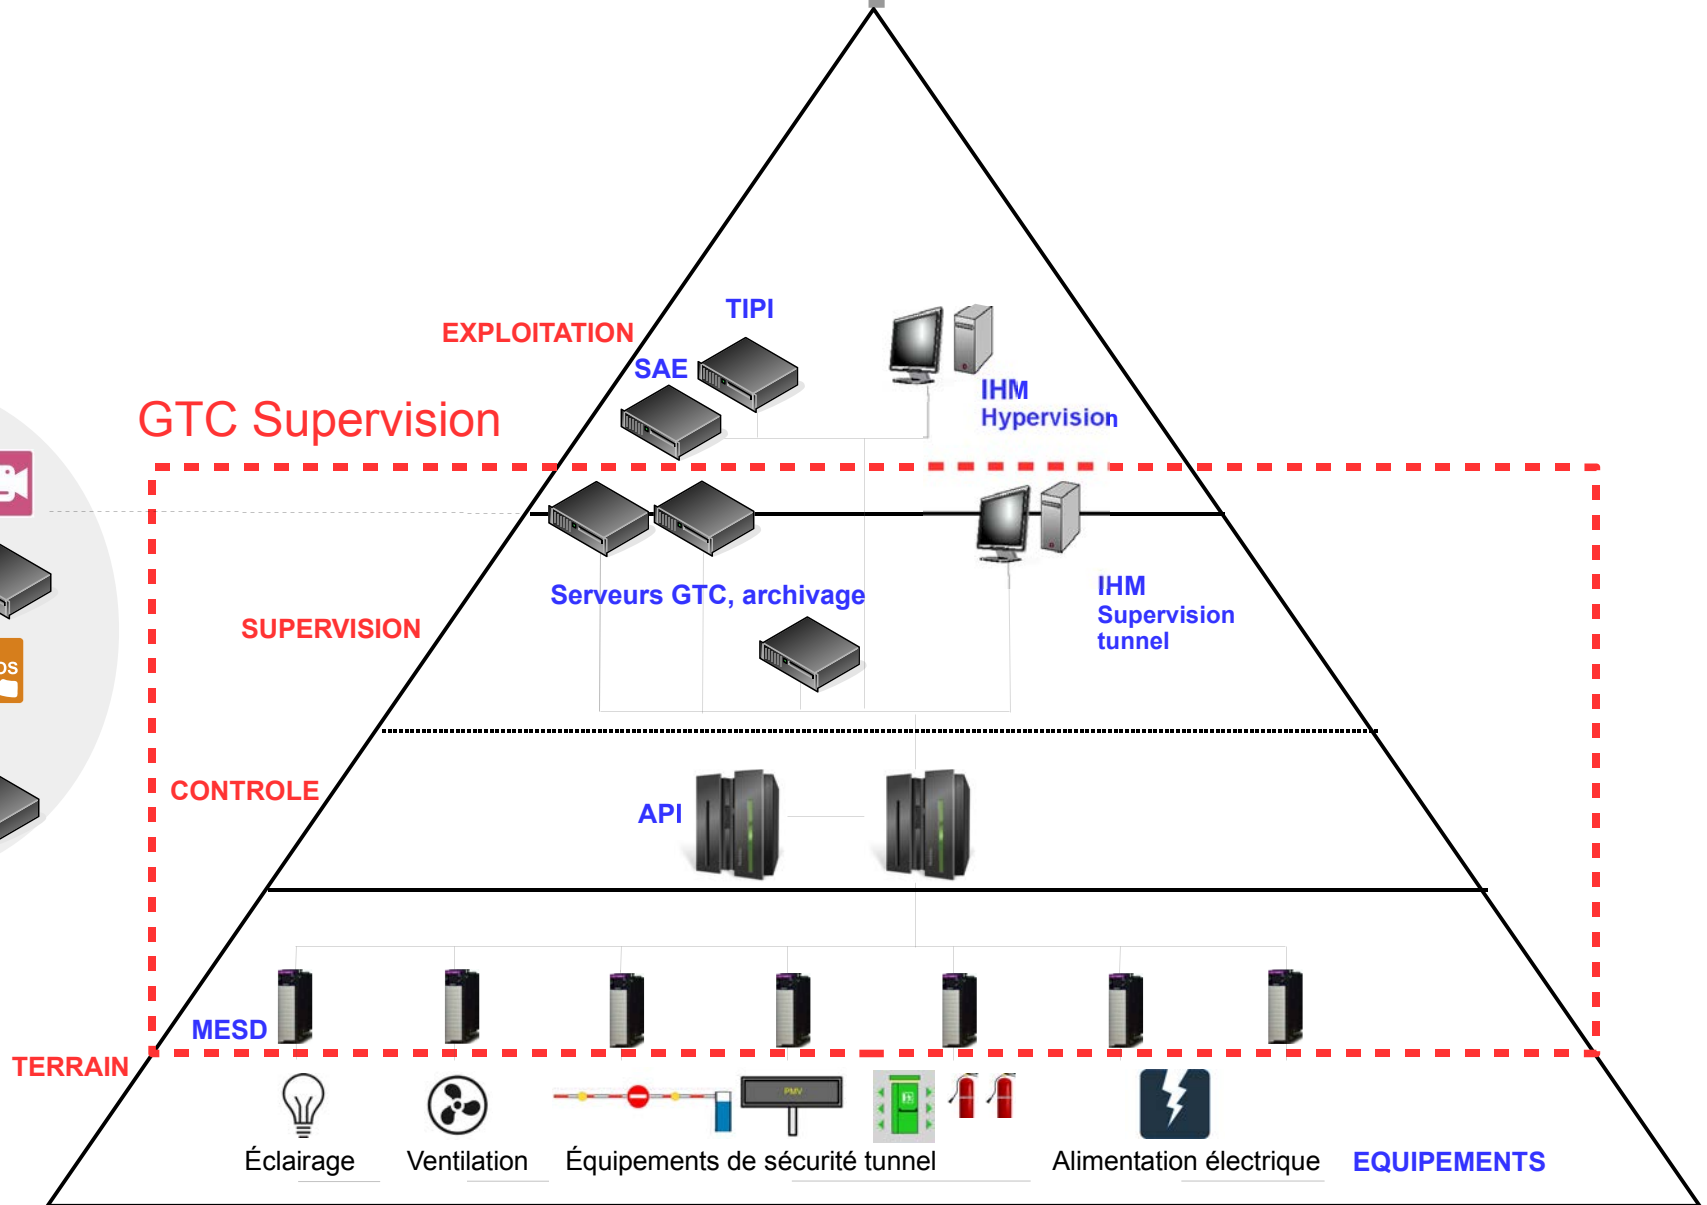 TIPI
EXPLOITATION
SAE
IHM
Hypervision
GTC Supervision
Serveurs GTC, archivage
IHM
Supervision
tunnel
SUPERVISION
CONTROLE
API
MESD
TERRAIN
PMV
Éclairage
Ventilation
Équipements de sécurité tunnel
Alimentation électrique
EQUIPEMENTS